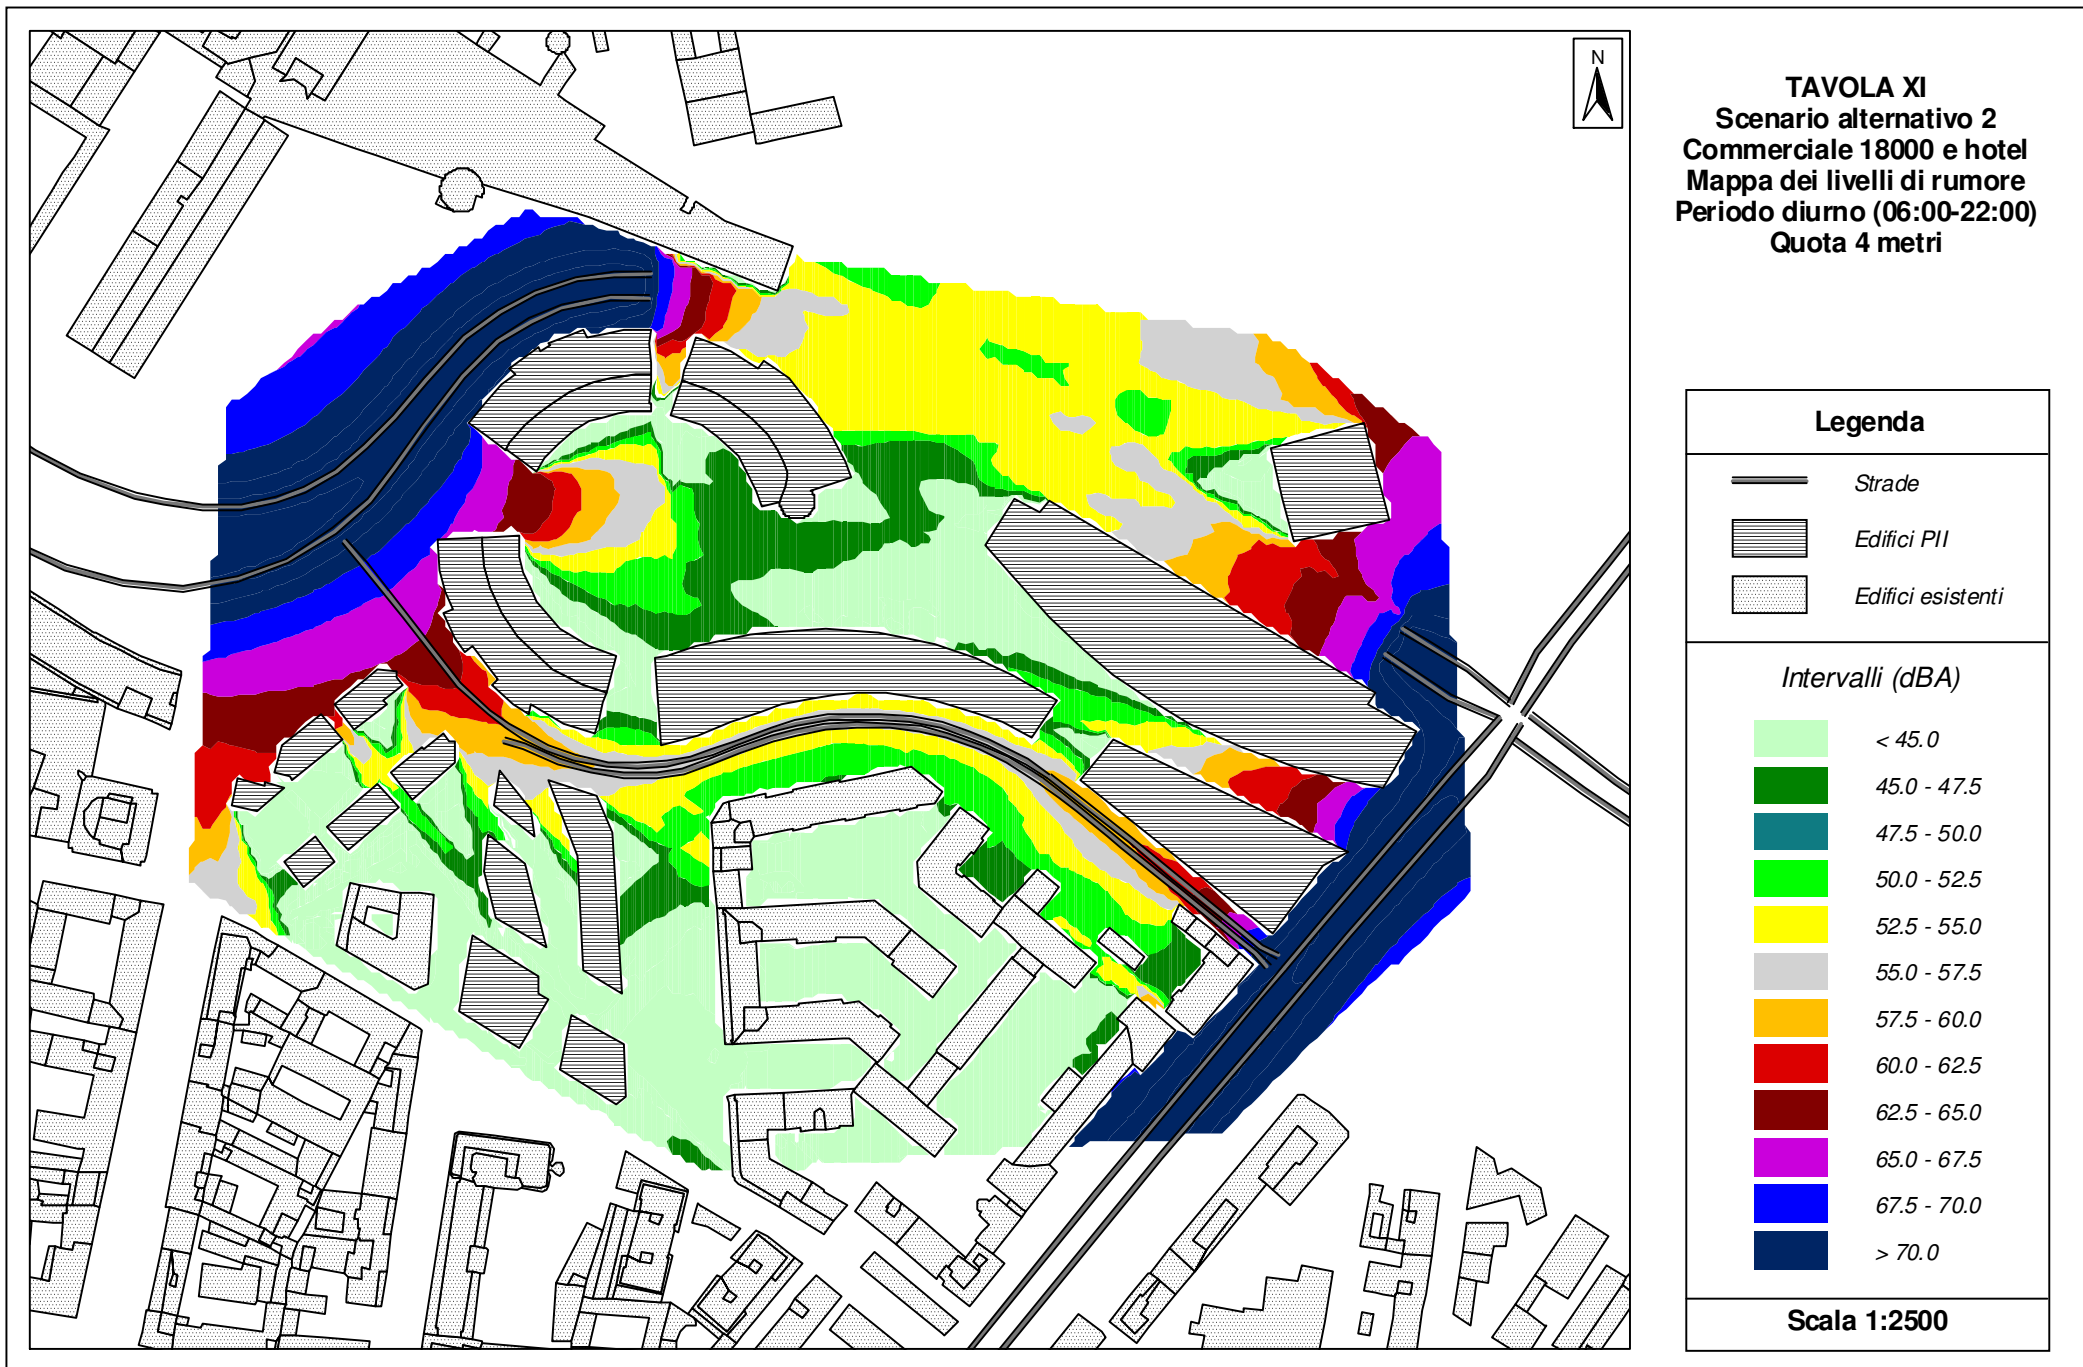 N
TAVOLA XI
Scenario alternativo 2
Commerciale 18000 e hotel
Mappa dei livelli di rumore
Periodo diurno (06:00-22:00)
Quota 4 metri
Legenda
Strade
Edifici PII
Edifici esistenti
Intervalli (dBA)
< 45.0
45.0 - 47.5
47.5 - 50.0
50.0 - 52.5
52.5 - 55.0
55.0 - 57.5
57.5 - 60.0
60.0 - 62.5
62.5 - 65.0
65.0 - 67.5
67.5 - 70.0
> 70.0
Scala 1:2500